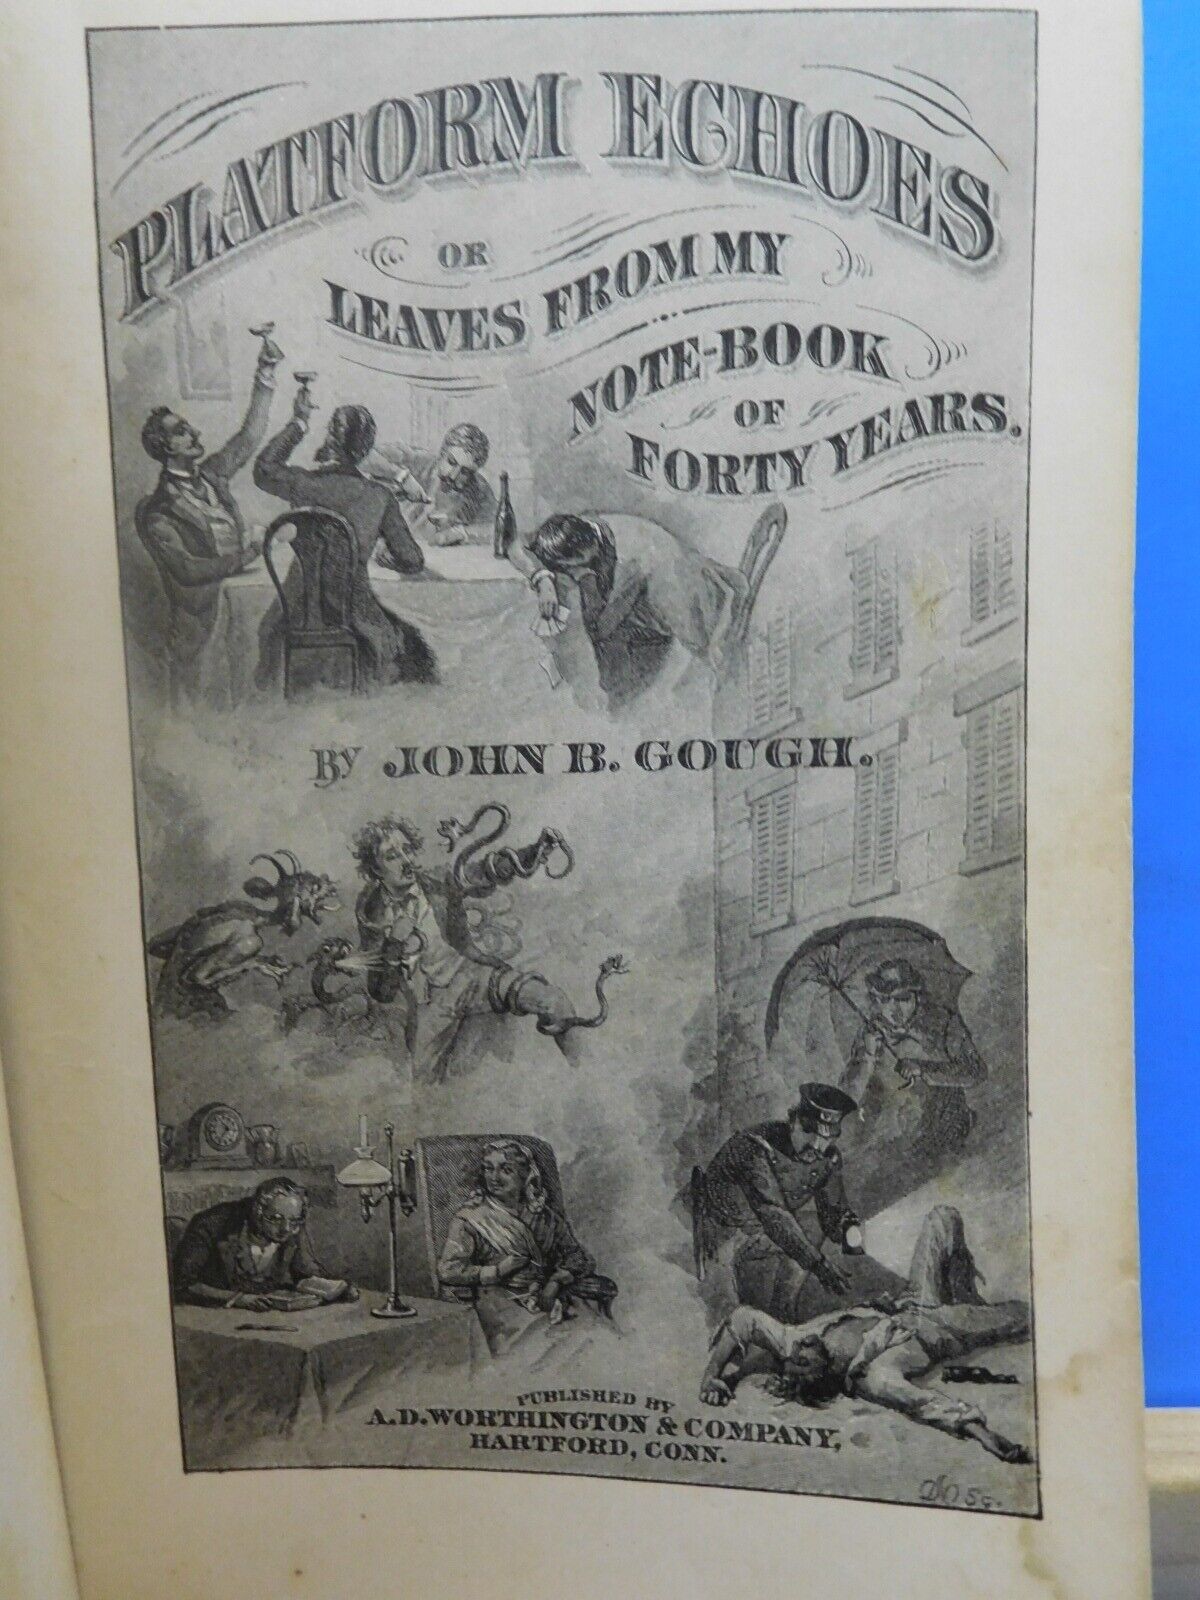 PLATFORM ECHOES
OR
LEAVES FROM MY
NOTE-BOOK
OF
FORTY YEARS.
BY JOHN B. GOUGH.
PUBLISHED BY
A.D. WORTHINGTON & COMPANY,
HARTFORD, CONN.